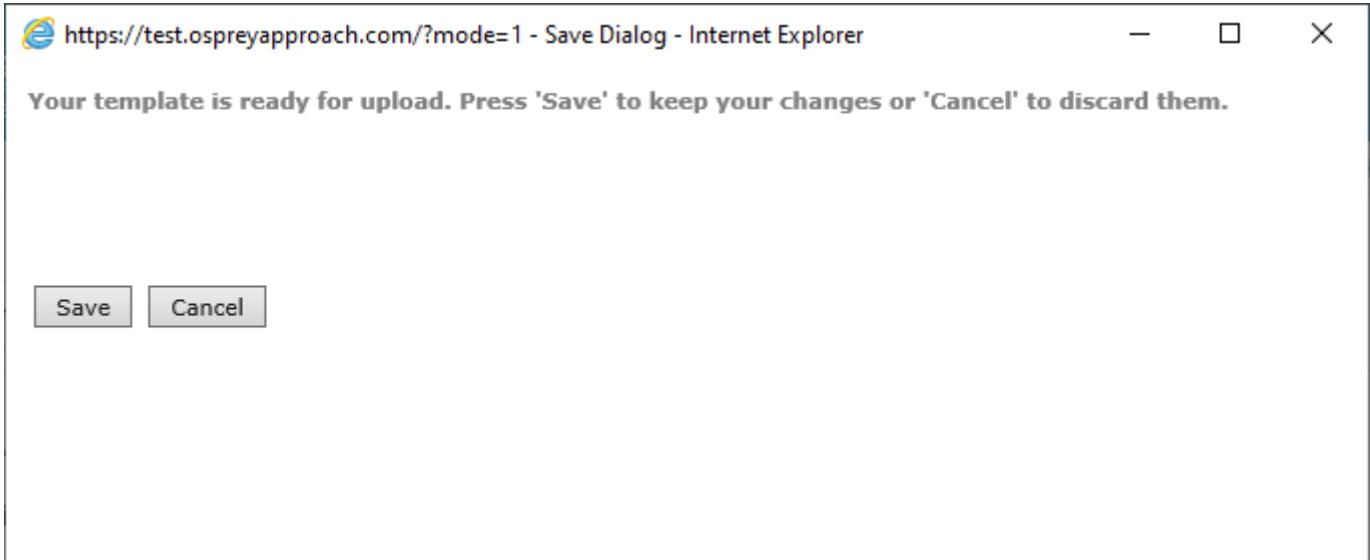 https://test.ospreyapproach.com/?mode=1 - Save Dialog - Internet Explorer
Your template is ready for upload. Press 'Save' to keep your changes or 'Cancel' to discard them.
Save Cancel